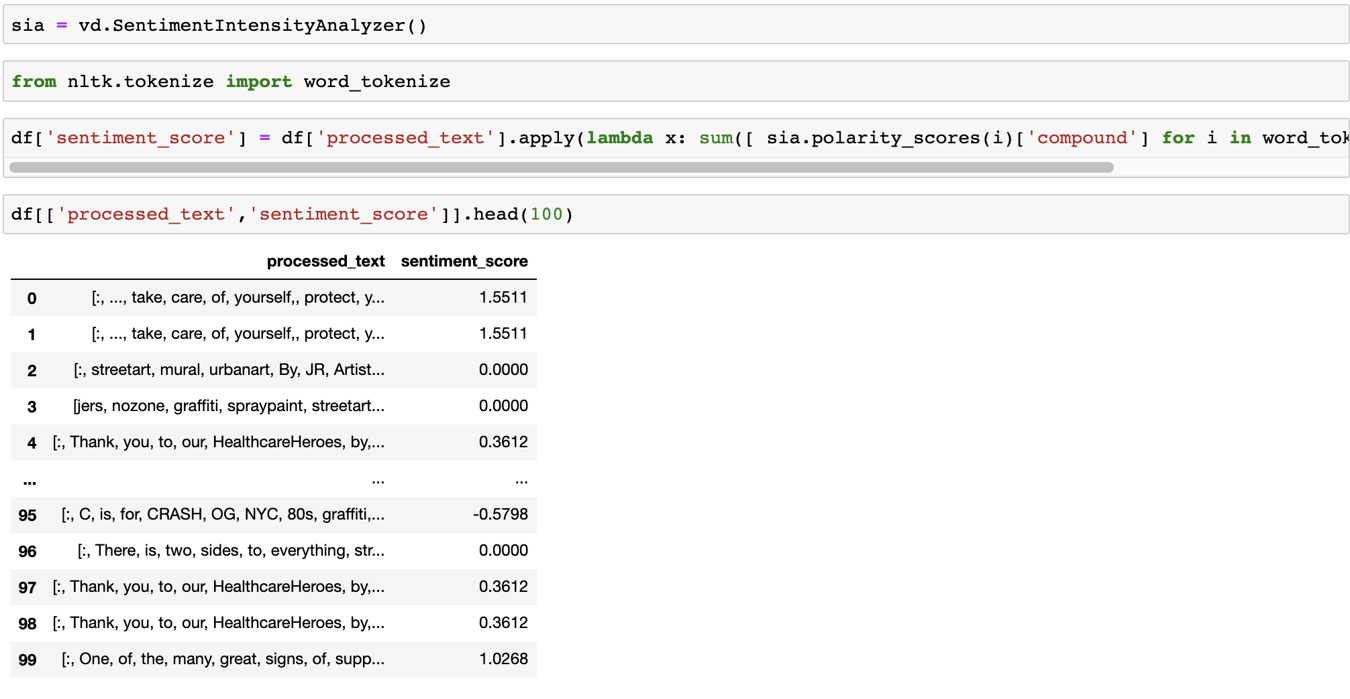 sia = vd.SentimentIntensityAnalyzer()
from nltk.tokenize import word_tokenize
df['sentiment_score'] = df['processed_text'].apply(lambda x: sum([ sia.polarity_scores(i)['compound'] for i in word_tok
df[['processed_text','sentiment_score']].head(100)
processed_text sentiment_score
0 [:, ..., take, care, of, yourself,, protect, y... 1.5511
1 [:, ..., take, care, of, yourself,, protect, y... 1.5511
2 [:, streetart, mural, urbanart, By, JR, Artist... 0.0000
3 [jers, nozone, graffiti, spraypaint, streetart... 0.0000
4 [:, Thank, you, to, our, HealthcareHeroes, by,... 0.3612
... ... ...
95 [:, C, is, for, CRASH, OG, NYC, 80s, graffiti,... -0.5798
96 [:, There, is, two, sides, to, everything, str... 0.0000
97 [:, Thank, you, to, our, HealthcareHeroes, by,... 0.3612
98 [:, Thank, you, to, our, HealthcareHeroes, by,... 0.3612
99 [:, One, of, the, many, great, signs, of, supp... 1.0268